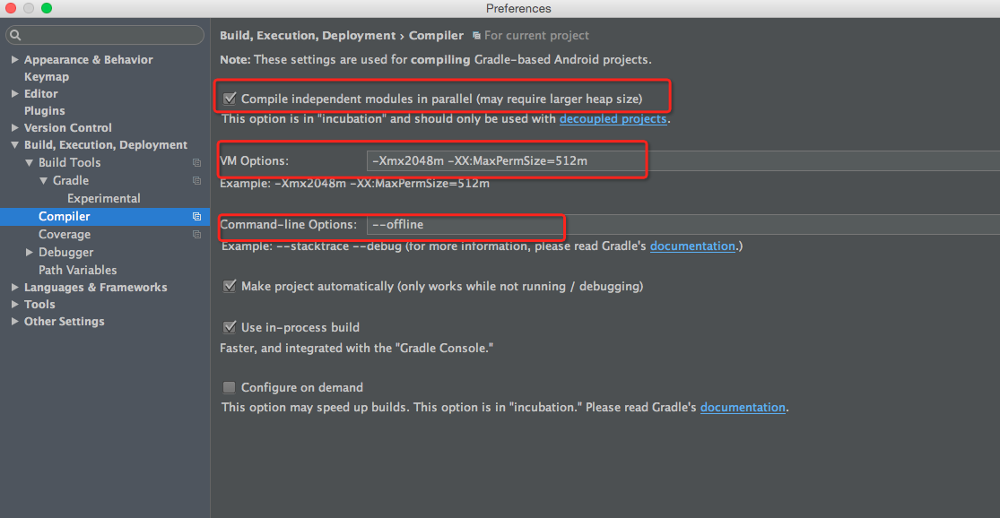 Preferences
Appearance & Behavior
Keymap
Editor
Plugins
Version Control
Build, Execution, Deployment
Build Tools
Gradle
Experimental
Compiler
Coverage
Debugger
Path Variables
Languages & Frameworks
Tools
Other Settings
Build, Execution, Deployment › Compiler For current project
Note: These settings are used for compiling Gradle-based Android projects.
Compile independent modules in parallel (may require larger heap size)
This option is in "incubation" and should only be used with decoupled projects.
VM Options: -Xmx2048m -XX:MaxPermSize=512m
Example: -Xmx2048m -XX:MaxPermSize=512m
Command-line Options: --offline
Example: --stacktrace --debug (for more information, please read Gradle's documentation.)
Make project automatically (only works while not running / debugging)
Use in-process build
Faster, and integrated with the "Gradle Console."
Configure on demand
This option may speed up builds. This option is in "incubation." Please read Gradle's documentation.